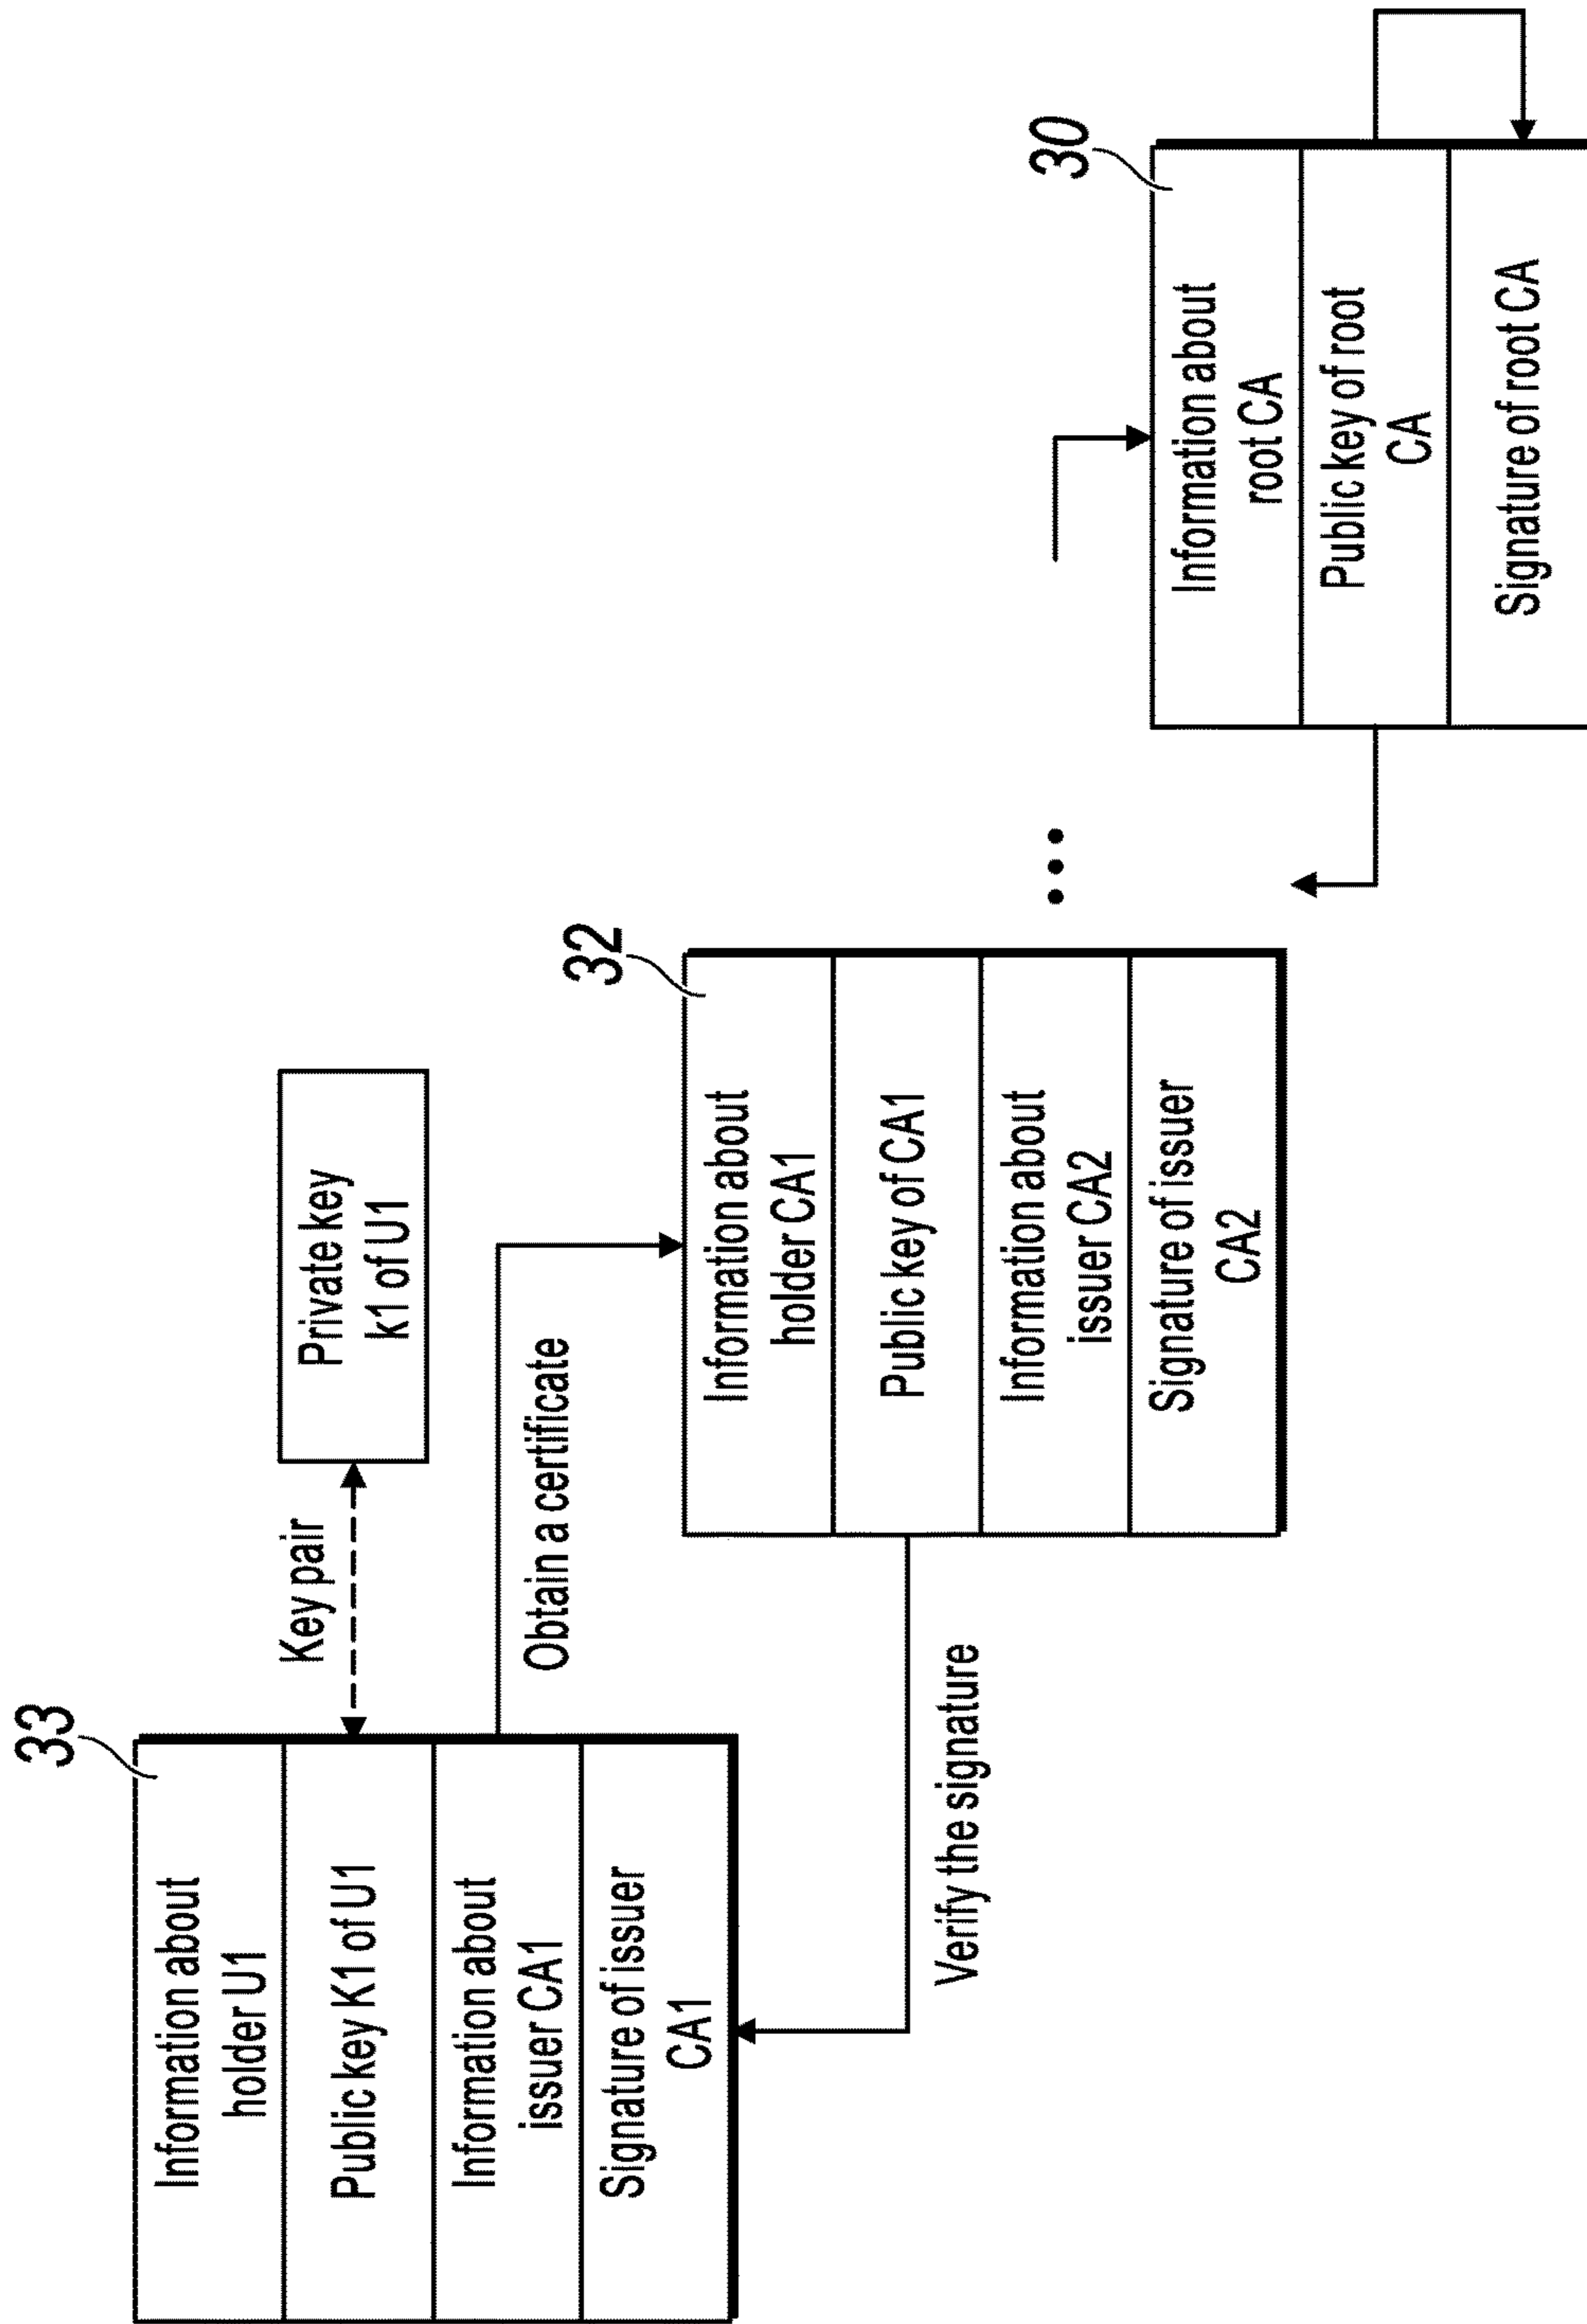 33
Information about
holder U1
Public key K1 of U1
Information about
issuer CA1
Signature of issuer
CA1
Key pair
Private key
k1 of U1
Obtain a certificate
Verify the signature
32
Information about
holder CA1
Public key of CA1
Information about
issuer CA2
Signature of issuer
CA2
•••
30
Information about
root CA
Public key of root
CA
Signature of root CA